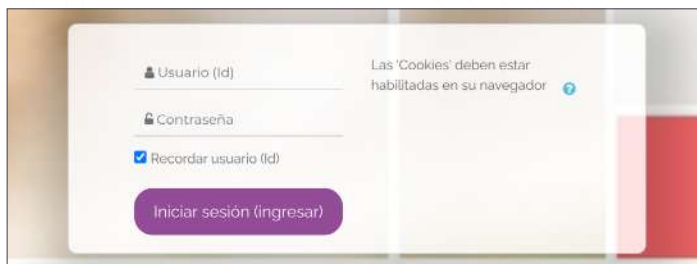 Usuario (Id)
Contraseña
Recordar usuario (Id)
Iniciar sesión (ingresar)
Las 'Cookies' deben estar
habilitadas en su navegador
?